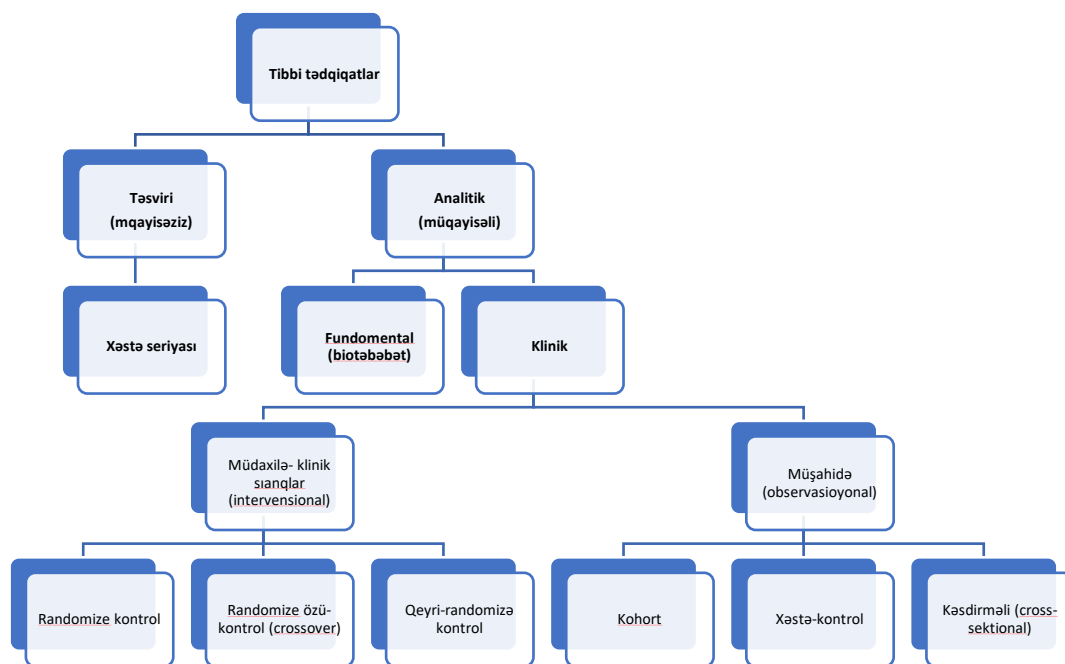 Tibbi tədqiqatlar
Təsviri
(mqayisəziz)
Analitik
(müqayisəli)
Xəstə seriyası
Fundomental
(biotəbəbət)
Klinik
Müdaxilə- klinik
sıanqlar
(intervensional)
Müşahidə
(observasioyonal)
Randomize kontrol
Randomize özü-
kontrol (crossover)
Qeyri-randomizə
kontrol
Kohort
Xəstə-kontrol
Kəsdirməli (cross-
sektional)